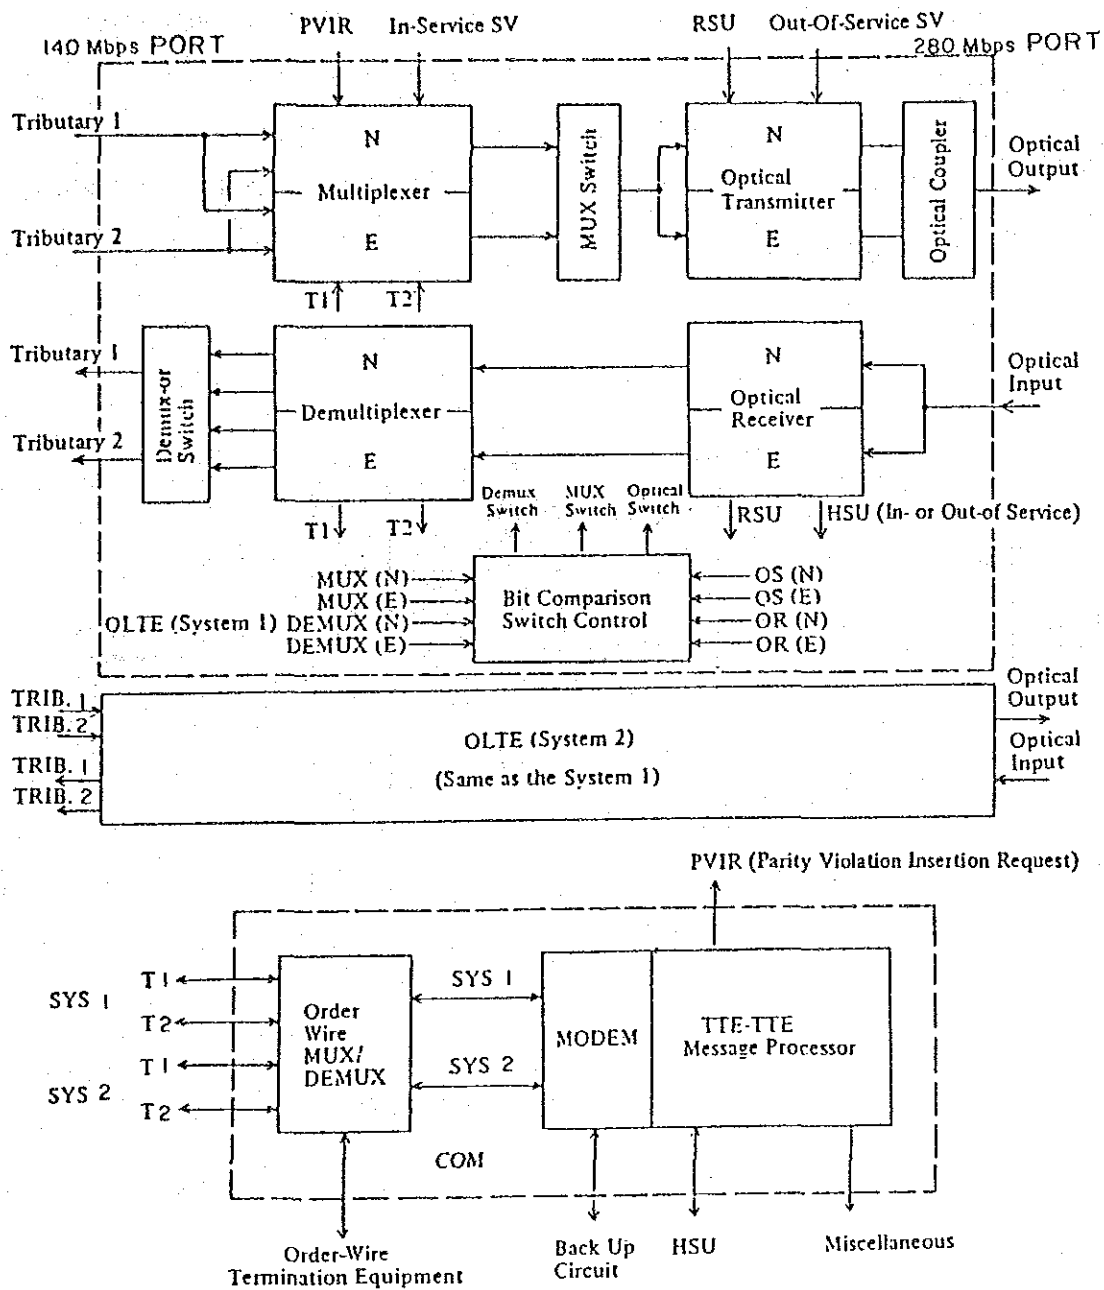 PVIR In-Service SV RSU Out-Of-Service SV
140 Mbps PORT 280 Mbps PORT
Tributary 1
Tributary 2
N
Multiplexer
E
MUX Switch
N
Optical
Transmitter
E
Optical Coupler
Optical
Output
T1 T2
Tributary 1
Tributary 2
Demux-or
Switch
N
Demultiplexer
E
N
Optical
Receiver
E
Optical
Input
T1 T2
Demux
Switch
MUX
Switch
Optical
Switch
RSU HSU (In- or Out-of Service)
MUX (N)
MUX (E)
OLTE (System 1) DEMUX (N)
DEMUX (E)
Bit Comparison
Switch Control
OS (N)
OS (E)
OR (N)
OR (E)
TRIB. 1
TRIB. 2
TRIB. 1
TRIB. 2
OLTE (System 2)
(Same as the System 1)
Optical
Output
Optical
Input
PVIR (Parity Violation Insertion Request)
SYS 1
T1
T2
SYS 2
T1
T2
Order
Wire
MUX/
DEMUX
SYS 1
SYS 2
MODEM
TTE-TTE
Message Processor
COM
Order-Wire
Termination Equipment
Back Up
Circuit
HSU
Miscellaneous